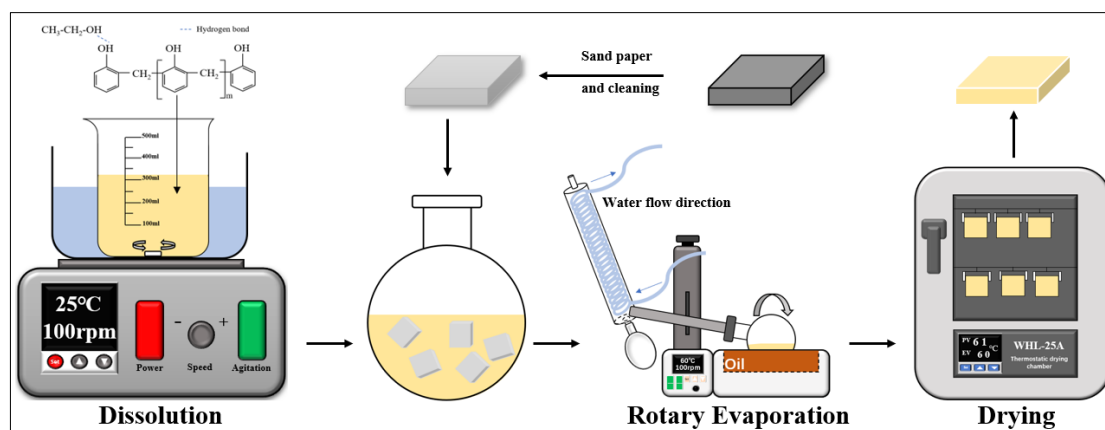 CH₃-CH₂-OH
Hydrogen bond
OH
OH
OH
CH₂
CH₂
m
500ml
400ml
300ml
200ml
100ml
25℃
100rpm
Set
Power
-
+
Speed
Agitation
Dissolution
Sand paper
and cleaning
Water flow direction
60℃
100rpm
Oil
Rotary Evaporation
PV 61 ℃
EV 60
WHL-25A
Thermostatic drying
chamber
Drying